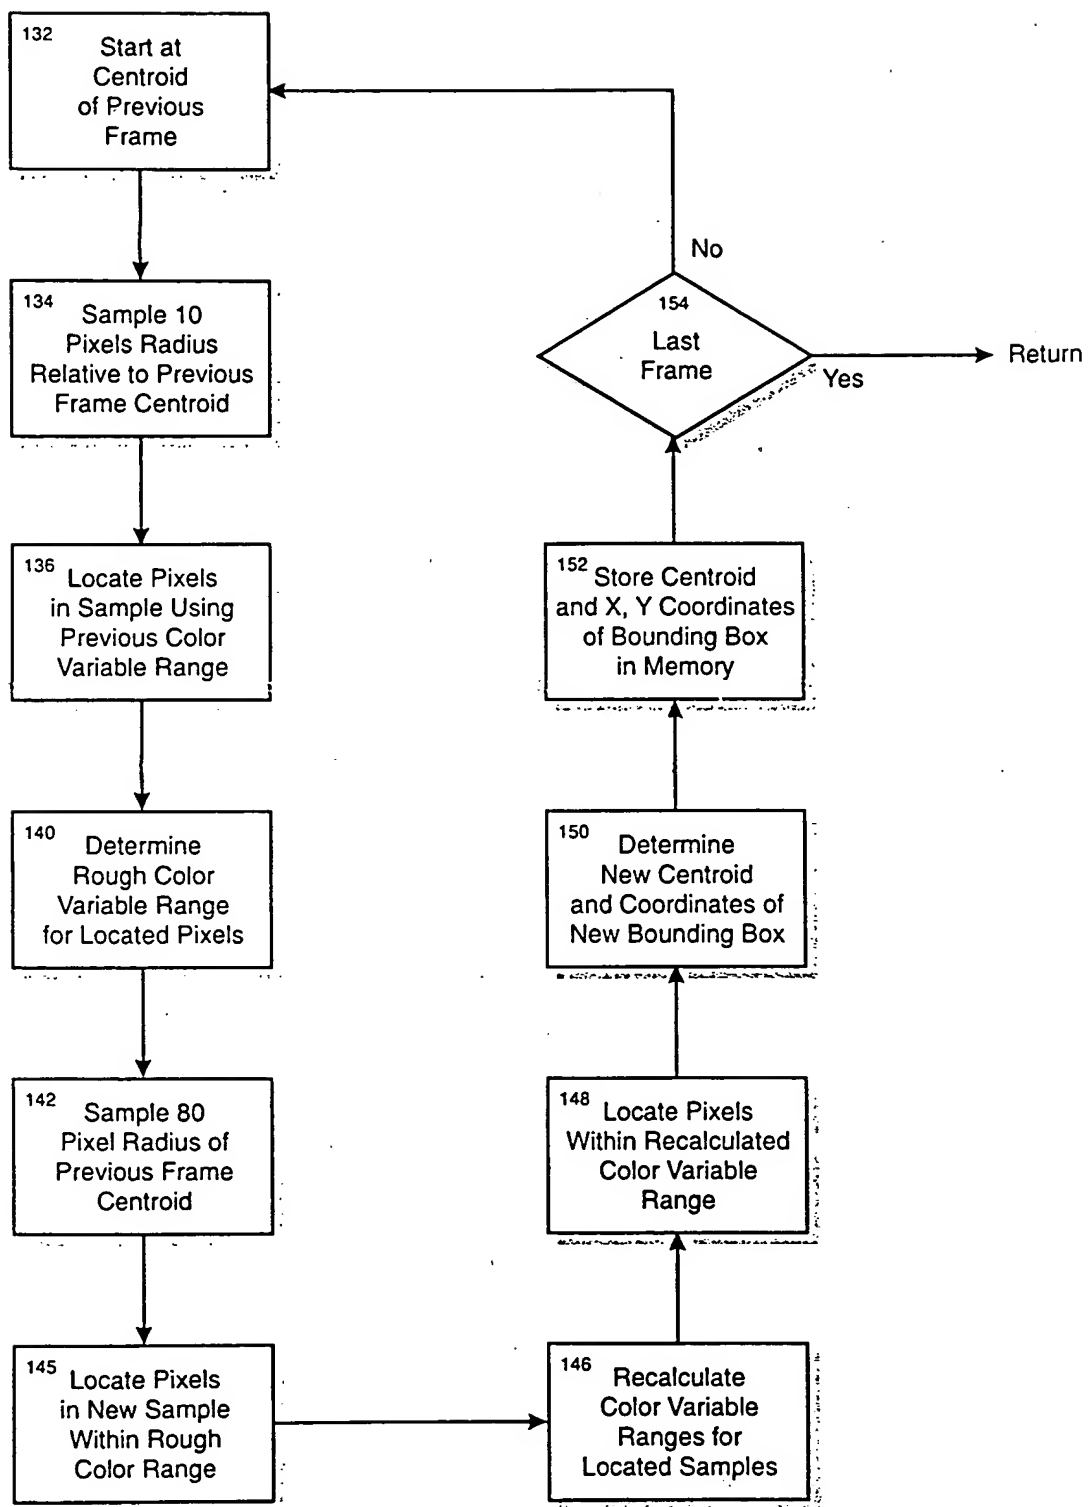 132
Start at
Centroid
of Previous
Frame
134
Sample 10
Pixels Radius
Relative to Previous
Frame Centroid
136
Locate Pixels
in Sample Using
Previous Color
Variable Range
140
Determine
Rough Color
Variable Range
for Located Pixels
142
Sample 80
Pixel Radius of
Previous Frame
Centroid
145
Locate Pixels
in New Sample
Within Rough
Color Range
146
Recalculate
Color Variable
Ranges for
Located Samples
148
Locate Pixels
Within Recalculated
Color Variable
Range
150
Determine
New Centroid
and Coordinates of
New Bounding Box
152
Store Centroid
and X, Y Coordinates
of Bounding Box
in Memory
154
Last
Frame
No
Yes
Return